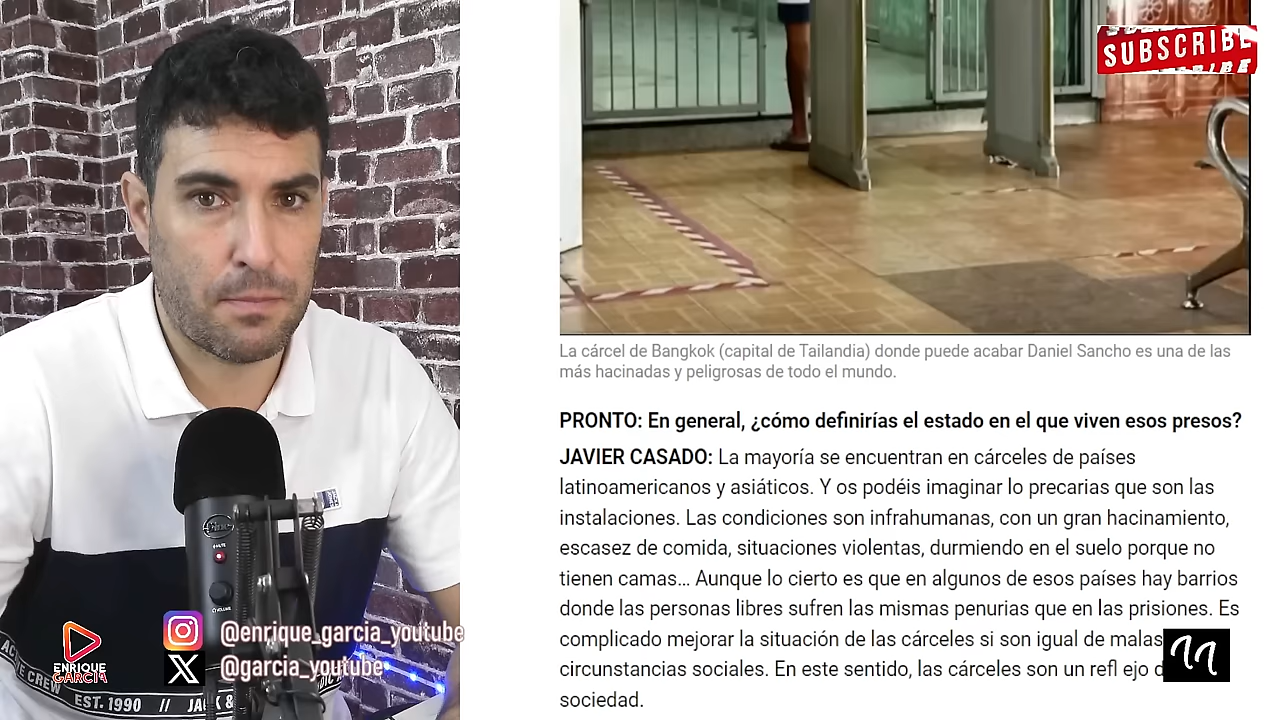 SUBSCRIBE
La cárcel de Bangkok (capital de Tailandia) donde puede acabar Daniel Sancho es una de las
más hacinadas y peligrosas de todo el mundo.
PRONTO: En general, ¿cómo definirías el estado en el que viven esos presos?
JAVIER CASADO: La mayoría se encuentran en cárceles de países
latinoamericanos y asiáticos. Y os podéis imaginar lo precarias que son las
instalaciones. Las condiciones son infrahumanas, con un gran hacinamiento,
escasez de comida, situaciones violentas, durmiendo en el suelo porque no
tienen camas... Aunque lo cierto es que en algunos de esos países hay barrios
donde las personas libres sufren las mismas penurias que en las prisiones. Es
complicado mejorar la situación de las cárceles si son igual de malas
circunstancias sociales. En este sentido, las cárceles son un refl ejo
sociedad.
@enrique_garcia_youtube
@garcia_youtube
ENRIQUE
GARCIA
CREW
EST. 1990 // JACK &